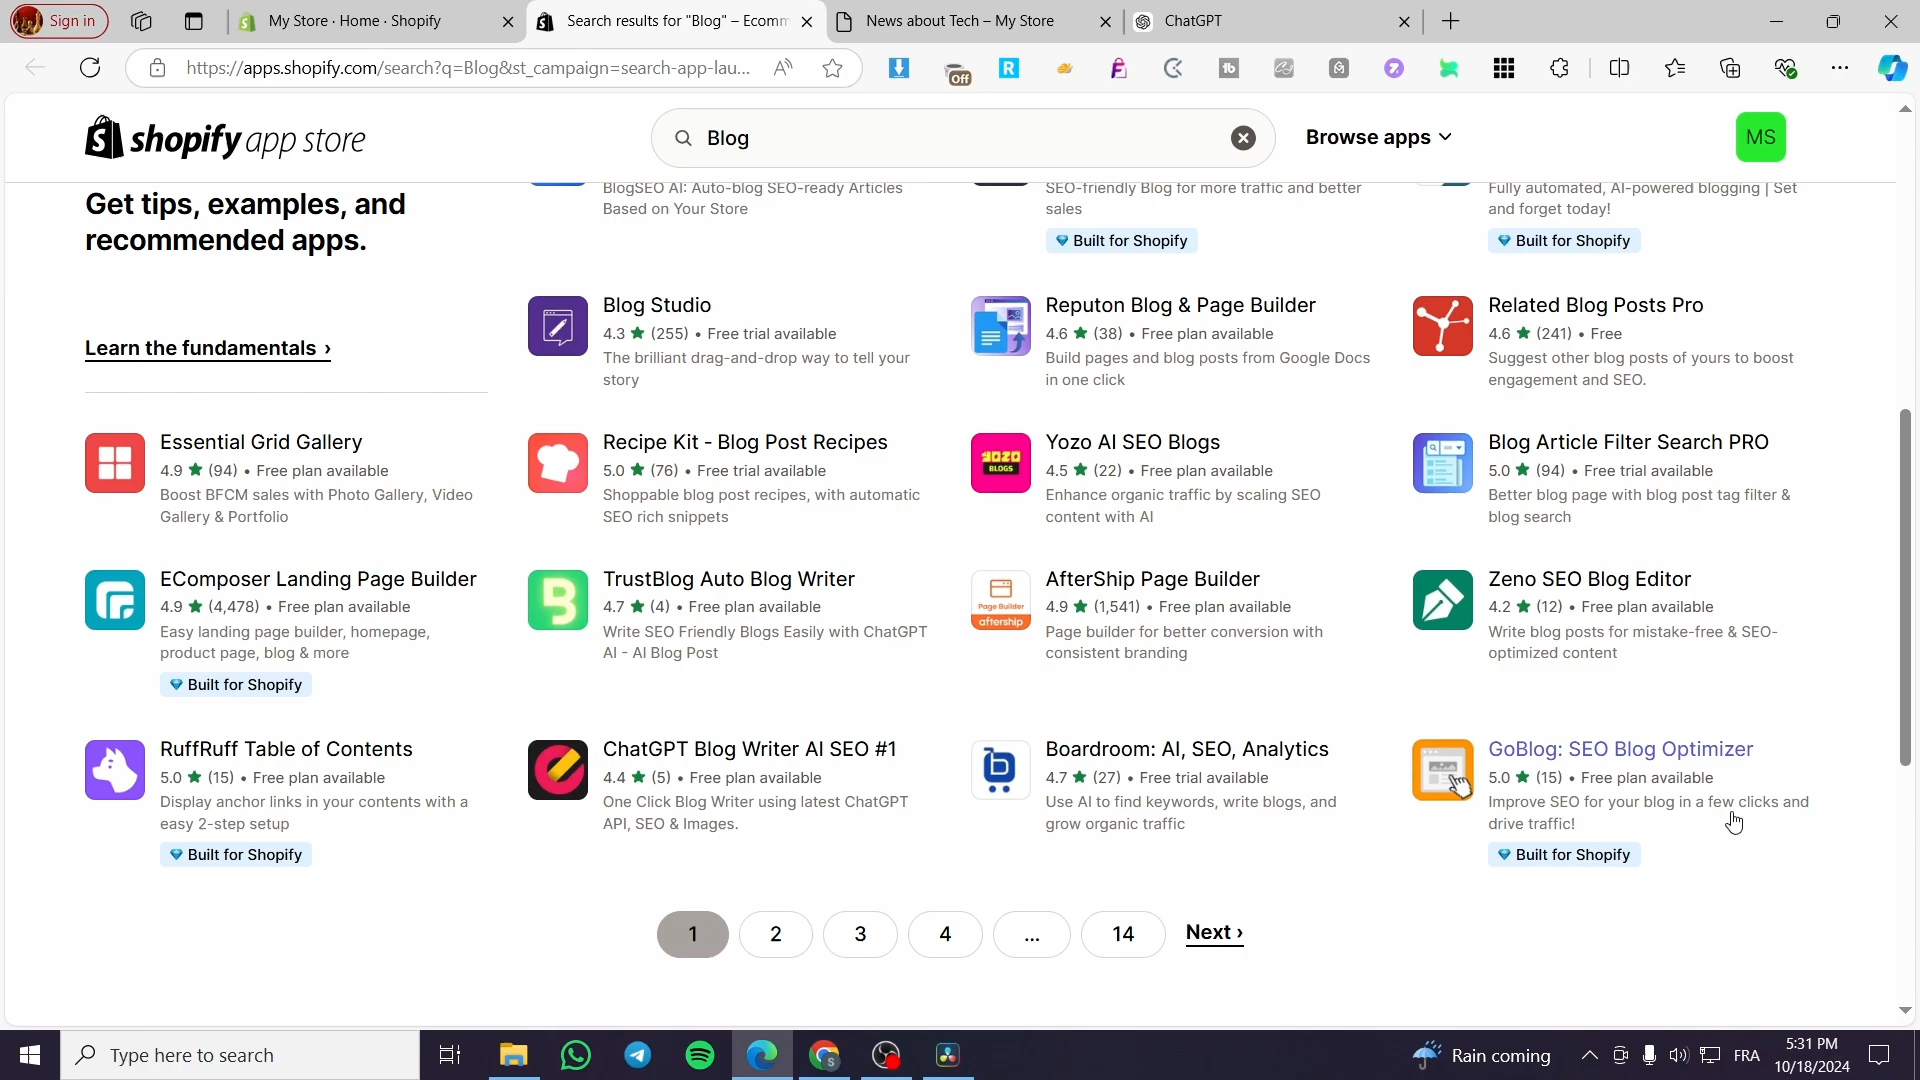 Sign in
My Store · Home · Shopify
Search results for "Blog" – Ecomm
News about Tech – My Store
ChatGPT
https://apps.shopify.com/search?q=Blog&st_campaign=search-app-lau...
Off
shopify app store
Blog
Browse apps
MS
Get tips, examples, and
recommended apps.
Learn the fundamentals ›
BlogSEO AI: Auto-blog SEO-ready Articles
Based on Your Store
SEO-friendly Blog for more traffic and better
sales
Built for Shopify
Fully automated, AI-powered blogging | Set
and forget today!
Built for Shopify
Blog Studio
4.3 ★ (255) • Free trial available
The brilliant drag-and-drop way to tell your
story
Reputon Blog & Page Builder
4.6 ★ (38) • Free plan available
Build pages and blog posts from Google Docs
in one click
Related Blog Posts Pro
4.6 ★ (241) • Free
Suggest other blog posts of yours to boost
engagement and SEO.
Essential Grid Gallery
4.9 ★ (94) • Free plan available
Boost BFCM sales with Photo Gallery, Video
Gallery & Portfolio
Recipe Kit - Blog Post Recipes
5.0 ★ (76) • Free trial available
Shoppable blog post recipes, with automatic
SEO rich snippets
YOZO
BLOGS
Yozo AI SEO Blogs
4.5 ★ (22) • Free plan available
Enhance organic traffic by scaling SEO
content with AI
Blog Article Filter Search PRO
5.0 ★ (94) • Free trial available
Better blog page with blog post tag filter &
blog search
EComposer Landing Page Builder
4.9 ★ (4,478) • Free plan available
Easy landing page builder, homepage,
product page, blog & more
Built for Shopify
TrustBlog Auto Blog Writer
4.7 ★ (4) • Free plan available
Write SEO Friendly Blogs Easily with ChatGPT
AI - AI Blog Post
Page Builder
aftership
AfterShip Page Builder
4.9 ★ (1,541) • Free plan available
Page builder for better conversion with
consistent branding
Zeno SEO Blog Editor
4.2 ★ (12) • Free plan available
Write blog posts for mistake-free & SEO-
optimized content
RuffRuff Table of Contents
5.0 ★ (15) • Free plan available
Display anchor links in your contents with a
easy 2-step setup
Built for Shopify
ChatGPT Blog Writer AI SEO #1
4.4 ★ (5) • Free plan available
One Click Blog Writer using latest ChatGPT
API, SEO & Images.
Boardroom: AI, SEO, Analytics
4.7 ★ (27) • Free trial available
Use AI to find keywords, write blogs, and
grow organic traffic
GoBlog: SEO Blog Optimizer
5.0 ★ (15) • Free plan available
Improve SEO for your blog in a few clicks and
drive traffic!
Built for Shopify
1 2 3 4 ... 14 Next ›
Type here to search
Rain coming
FRA
5:31 PM
10/18/2024